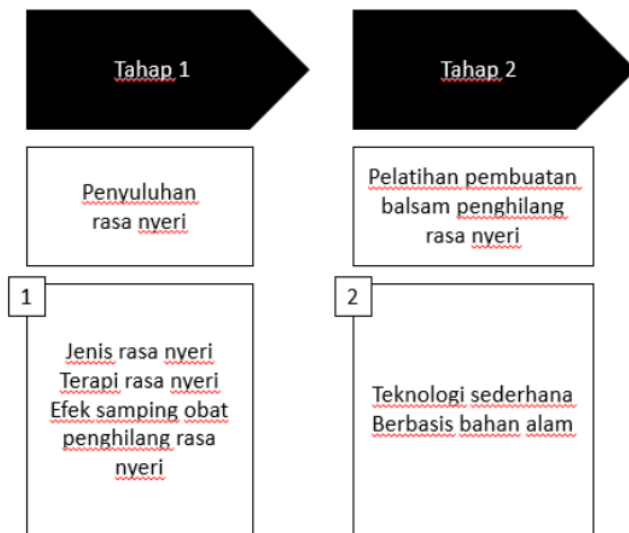 Tahap 1
Tahap 2
Penyuluhan
rasa nyeri
Pelatihan pembuatan
balsam penghilang
rasa nyeri
1
Jenis rasa nyeri
Terapi rasa nyeri
Efek samping obat
penghilang rasa
nyeri
2
Teknologi sederhana
Berbasis bahan alam